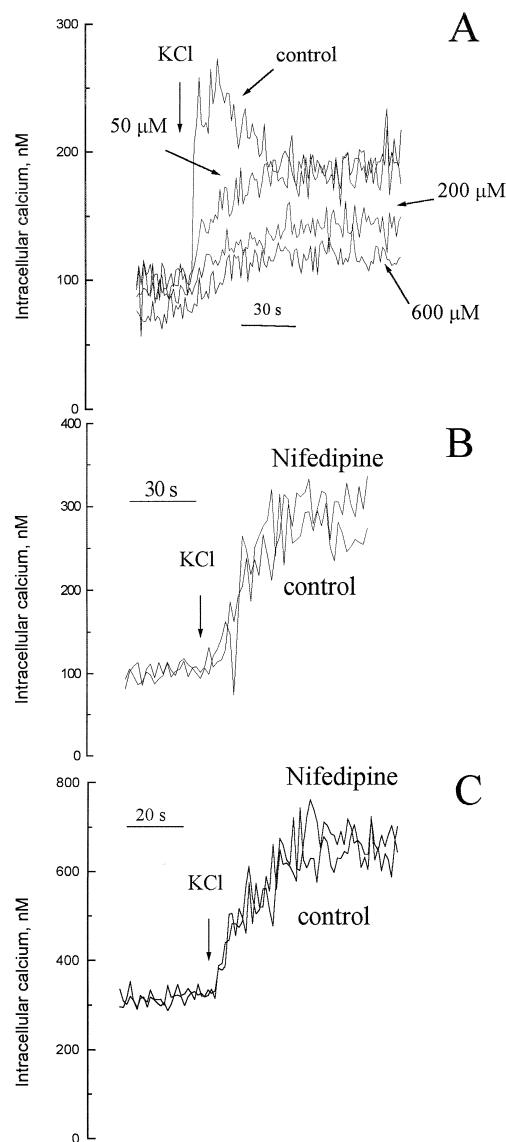 A
300
KCl
control
50 μM
200
200 μM
100
600 μM
30 s
0
Intracellular calcium, nM
B
400
Nifedipine
30 s
300
KCl
control
200
100
0
Intracellular calcium, nM
C
800
Nifedipine
20 s
KCl
600
control
400
200
0
Intracellular calcium, nM